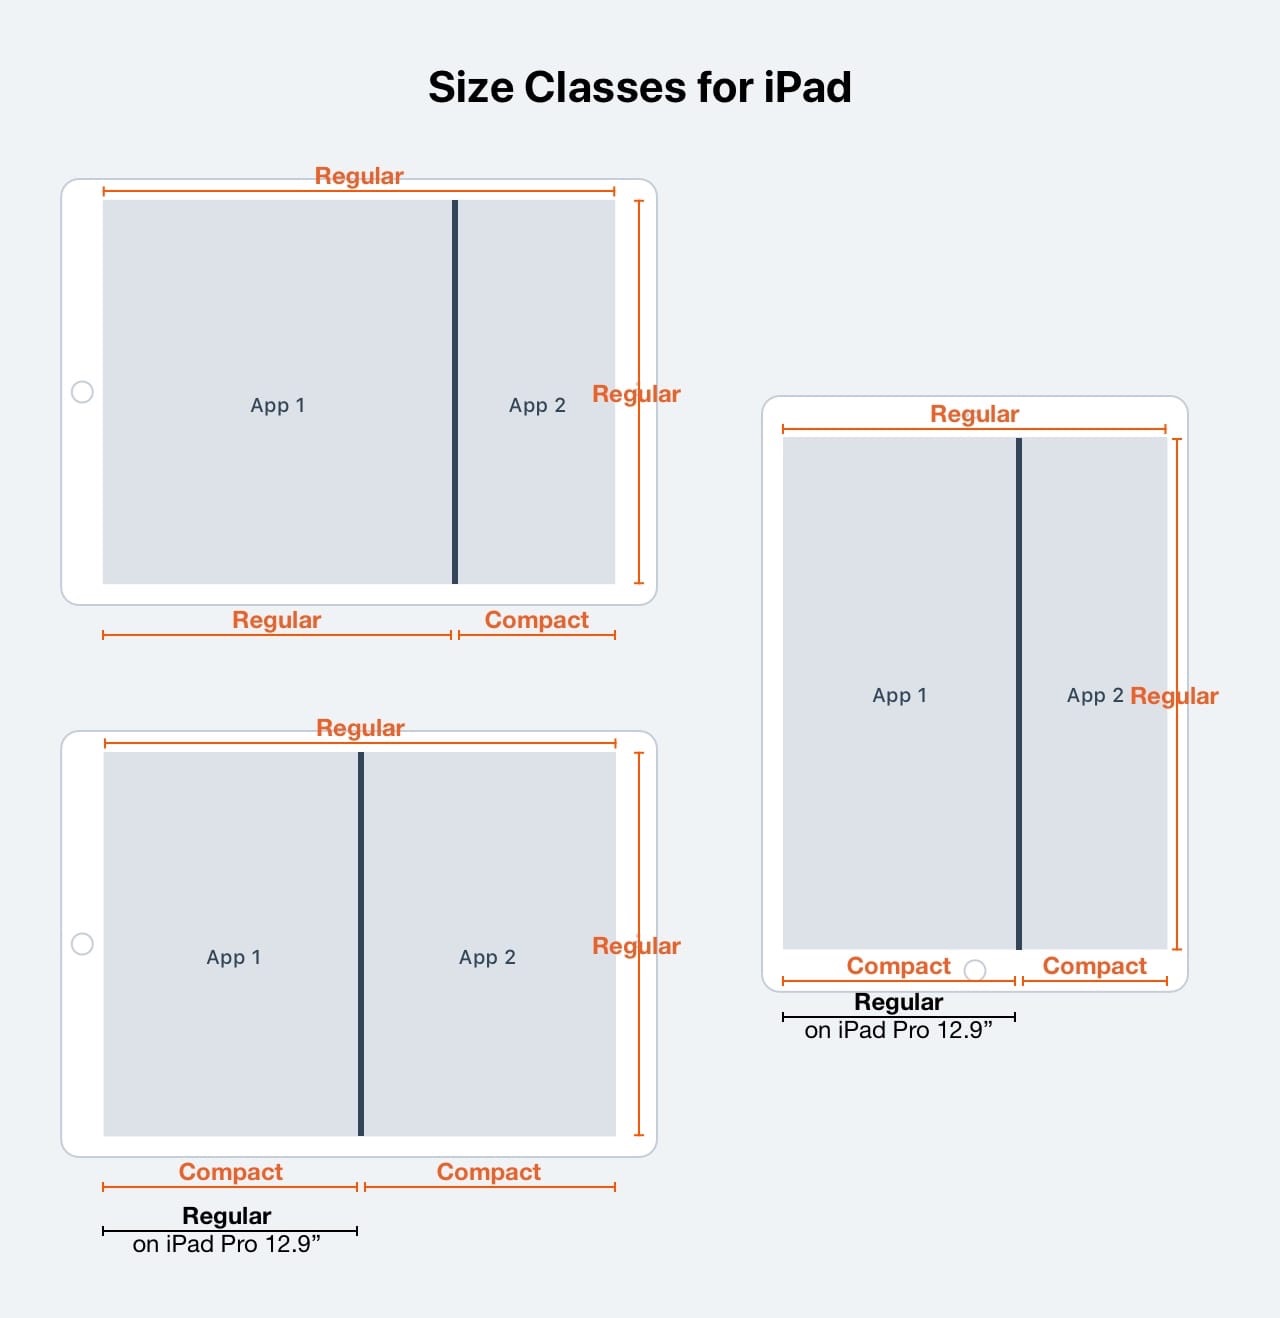 Size Classes for iPad
Regular
App 1
App 2
Regular
Regular
Compact
Regular
App 1
App 2
Regular
Compact
Compact
Regular
on iPad Pro 12.9”
Regular
App 1
App 2
Regular
Compact
Compact
Regular
on iPad Pro 12.9”